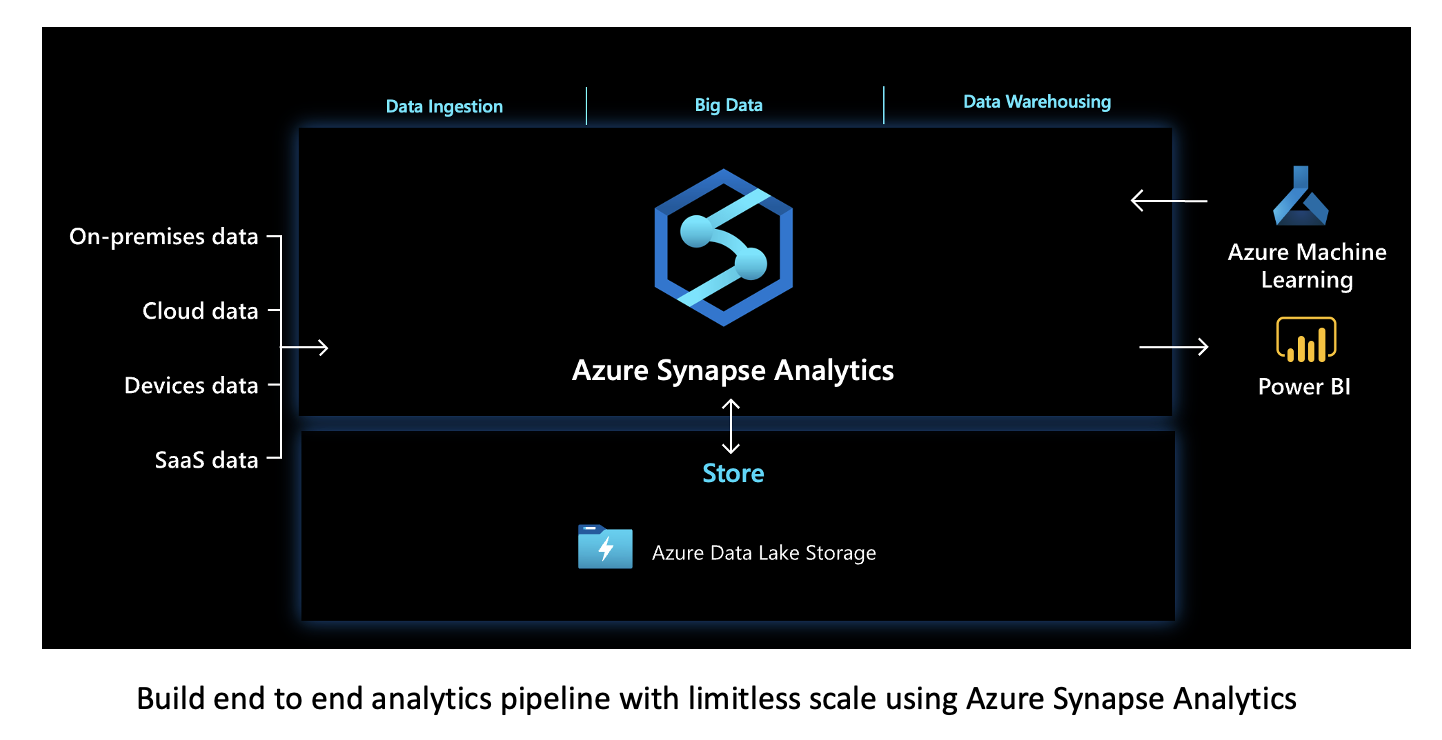 Data Ingestion
Big Data
Data Warehousing
On-premises data
Cloud data
Devices data
SaaS data
Azure Synapse Analytics
Azure Machine
Learning
Power BI
Store
Azure Data Lake Storage
Build end to end analytics pipeline with limitless scale using Azure Synapse Analytics